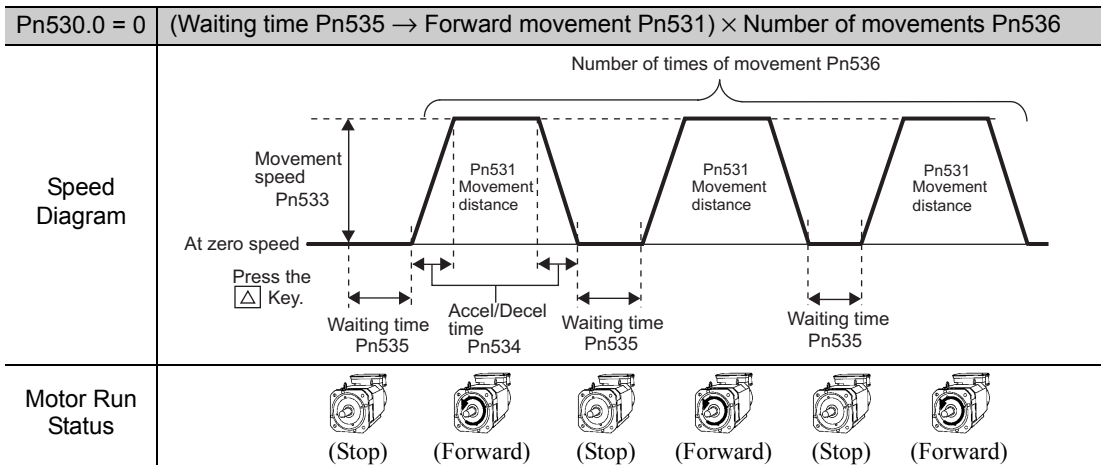 Pn530.0 = 0
(Waiting time Pn535 → Forward movement Pn531) × Number of movements Pn536
Speed
Diagram
Number of times of movement Pn536
Movement
speed
Pn533
Pn531
Movement
distance
Pn531
Movement
distance
Pn531
Movement
distance
At zero speed
Press the
△ Key.
Waiting time
Pn535
Accel/Decel
time
Pn534
Waiting time
Pn535
Waiting time
Pn535
Motor Run
Status
(Stop) (Forward) (Stop) (Forward) (Stop) (Forward)